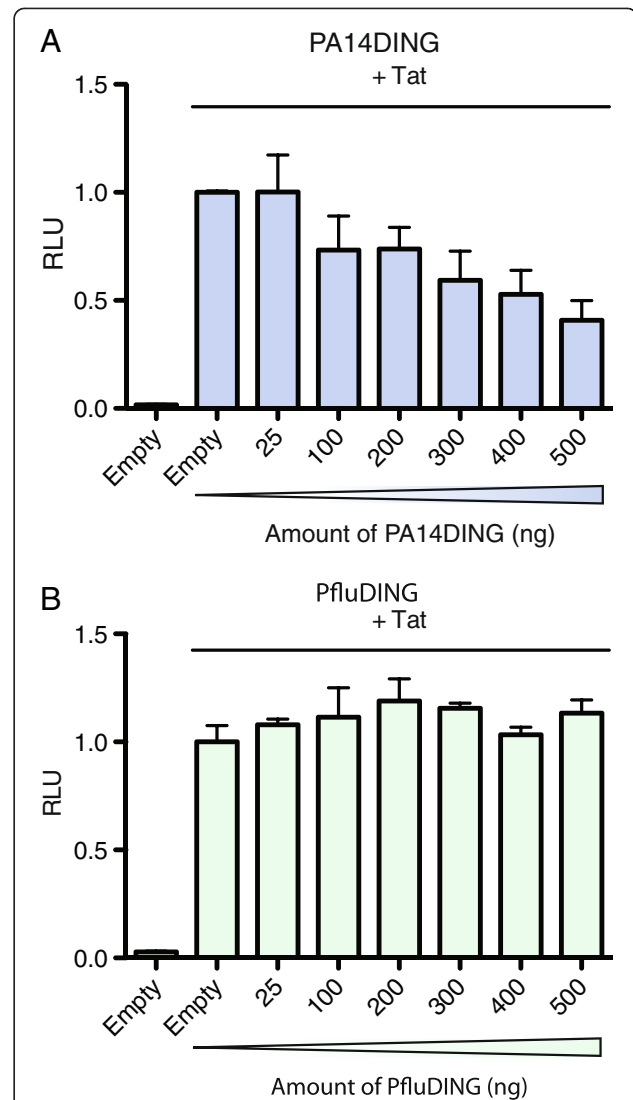 A
PA14DING
+ Tat
1.5
1.0
0.5
0.0
RLU
Empty Empty 25 100 200 300 400 500
Amount of PA14DING (ng)
B
PfluDING
+ Tat
1.5
1.0
0.5
0.0
RLU
Empty Empty 25 100 200 300 400 500
Amount of PfluDING (ng)